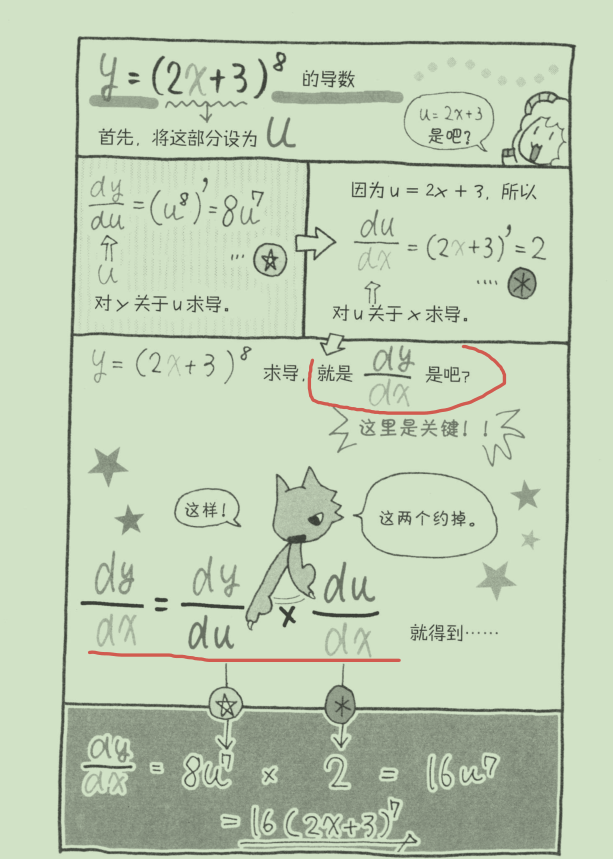 y = (2x+3)⁸ 的导数
首先，将这部分设为 u
u = 2x+3
是吧？
dy/du = (u⁸)' = 8u⁷
u
… ☆
对 y 关于 u 求导。
因为 u = 2x + 3, 所以
du/dx = (2x+3)' = 2
…. ＊
对 u 关于 x 求导。
y = (2x+3)⁸ 求导, 就是 dy/dx 是吧？
这里是关键！！
这样！
这两个约掉。
dy/dx = dy/du × du/dx 就得到……
☆ ＊
dy/dx = 8u⁷ × 2 = 16u⁷
= 16(2x+3)⁷